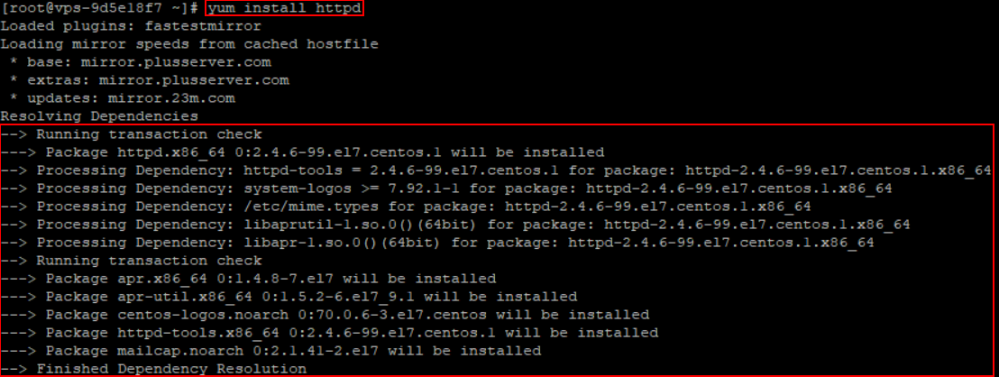 [root@vps-9d5e18f7 ~]# yum install httpd
Loaded plugins: fastestmirror
Loading mirror speeds from cached hostfile
 * base: mirror.plusserver.com
 * extras: mirror.plusserver.com
 * updates: mirror.23m.com
Resolving Dependencies
--> Running transaction check
---> Package httpd.x86_64 0:2.4.6-99.el7.centos.1 will be installed
--> Processing Dependency: httpd-tools = 2.4.6-99.el7.centos.1 for package: httpd-2.4.6-99.el7.centos.1.x86_64
--> Processing Dependency: system-logos >= 7.92.1-1 for package: httpd-2.4.6-99.el7.centos.1.x86_64
--> Processing Dependency: /etc/mime.types for package: httpd-2.4.6-99.el7.centos.1.x86_64
--> Processing Dependency: libaprutil-1.so.0()(64bit) for package: httpd-2.4.6-99.el7.centos.1.x86_64
--> Processing Dependency: libapr-1.so.0()(64bit) for package: httpd-2.4.6-99.el7.centos.1.x86_64
--> Running transaction check
---> Package apr.x86_64 0:1.4.8-7.el7 will be installed
---> Package apr-util.x86_64 0:1.5.2-6.el7_9.1 will be installed
---> Package centos-logos.noarch 0:70.0.6-3.el7.centos will be installed
---> Package httpd-tools.x86_64 0:2.4.6-99.el7.centos.1 will be installed
---> Package mailcap.noarch 0:2.1.41-2.el7 will be installed
--> Finished Dependency Resolution